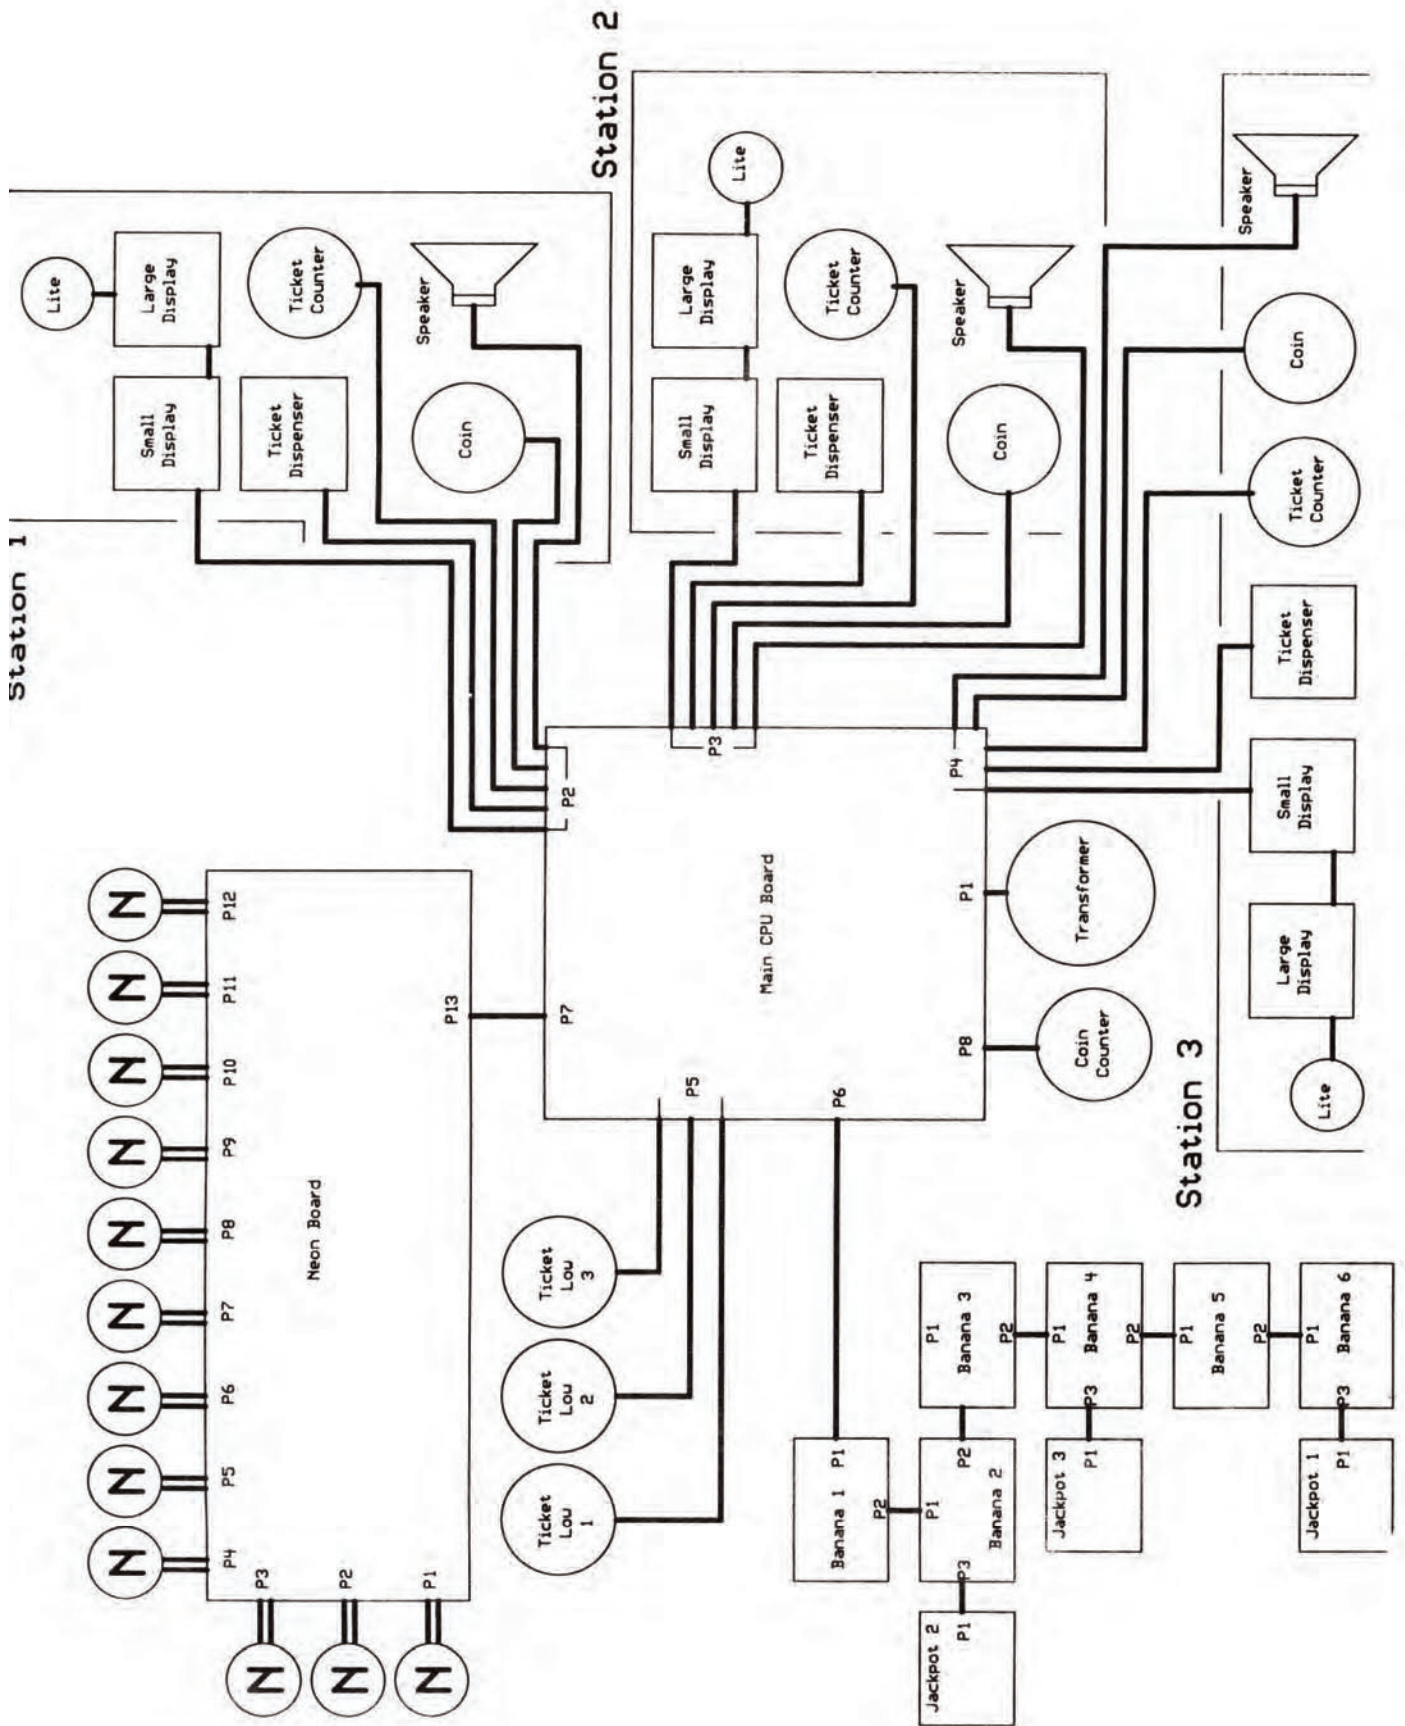 Station 1
Lite
Large
Display
Small
Display
Ticket
Counter
Ticket
Dispenser
Speaker
Coin
N
N
N
N
N
N
N
N
N
P4
P5
P6
P7
P8
P9
P10
P11
P12
N
P3
N
P2
N
P1
Neon Board
P13
Station 2
Lite
Large
Display
Small
Display
Ticket
Counter
Ticket
Dispenser
Speaker
Coin
Ticket
Low
1
Ticket
Low
2
Ticket
Low
3
P7
P2
P5
P3
Main CPU Board
P6
P4
P8
P1
Coin
Counter
Transformer
Banana 1
P1
P2
Jackpot 2
P1
P1
P3
Banana 2
P2
P1
Banana 3
P2
Jackpot 3
P1
P1
P3
Banana 4
P2
P1
Banana 5
P2
Jackpot 1
P1
P1
P3
Banana 6
Station 3
Lite
Large
Display
Small
Display
Ticket
Dispenser
Ticket
Counter
Coin
Speaker